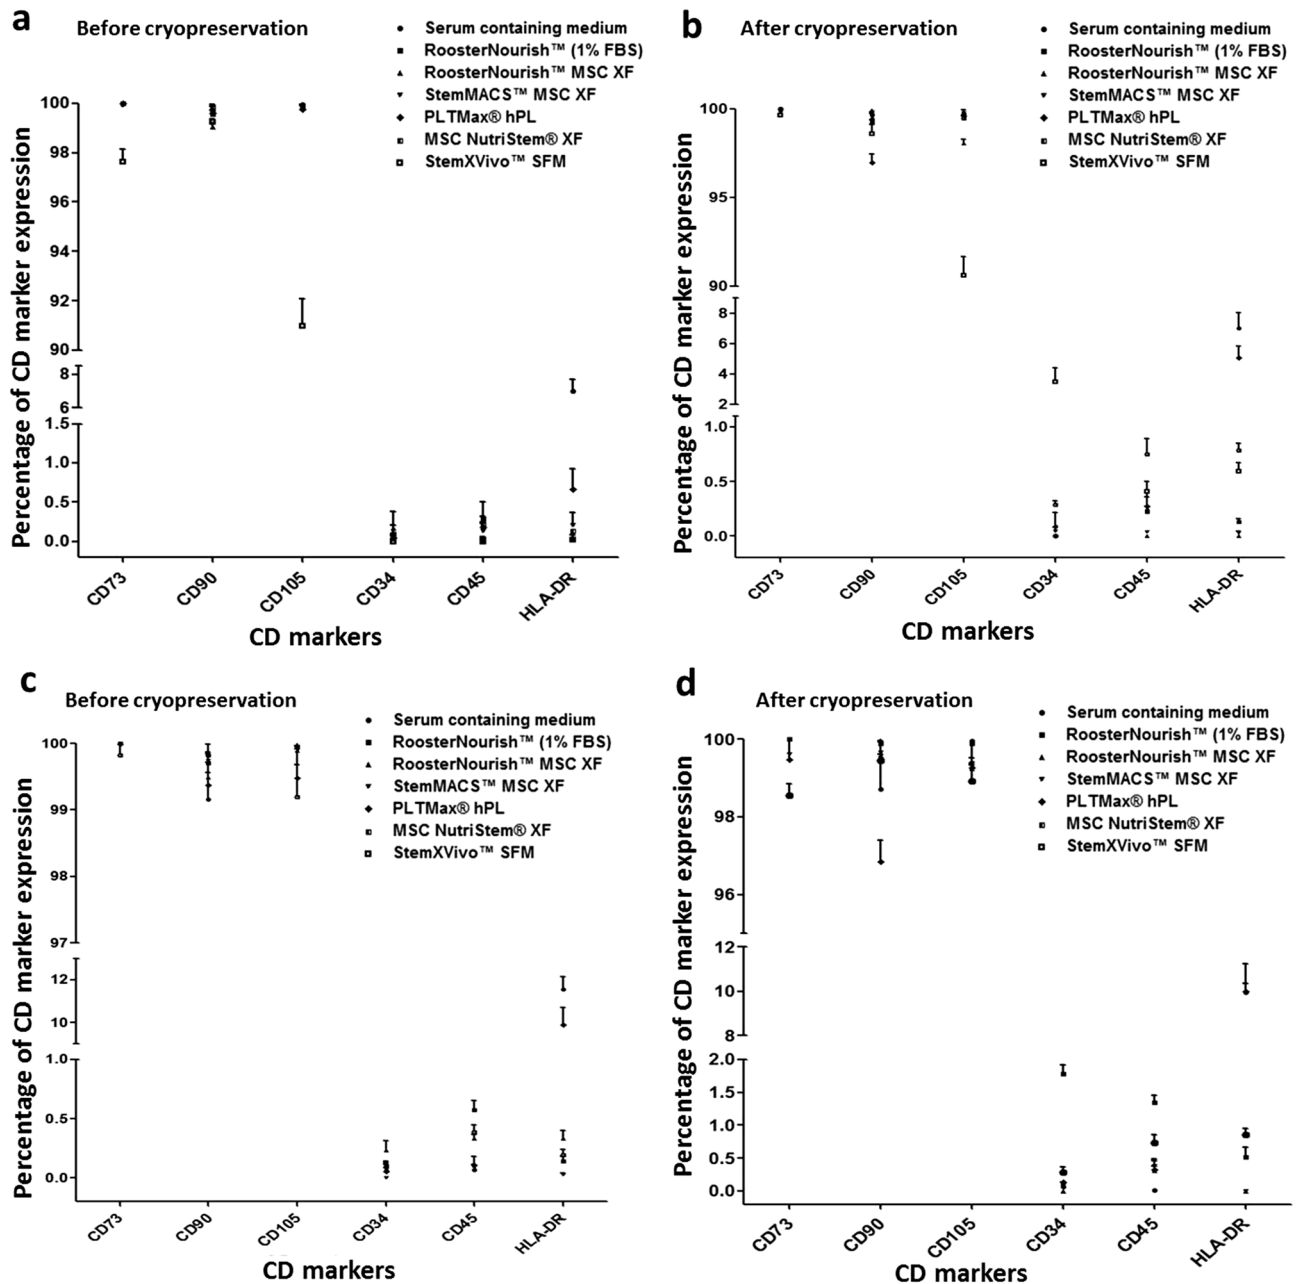 a
Before cryopreservation
Serum containing medium
RoosterNourish™ (1% FBS)
RoosterNourish™ MSC XF
StemMACS™ MSC XF
PLTMax® hPL
MSC NutriStem® XF
StemXVivo™ SFM
Percentage of CD marker expression
100
98
96
94
92
90
8
6
1.5
1.0
0.5
0.0
CD73
CD90
CD105
CD34
CD45
HLA-DR
CD markers
b
After cryopreservation
Serum containing medium
RoosterNourish™ (1% FBS)
RoosterNourish™ MSC XF
StemMACS™ MSC XF
PLTMax® hPL
MSC NutriStem® XF
StemXVivo™ SFM
Percentage of CD marker expression
100
95
90
8
6
4
2
1.0
0.5
0.0
CD73
CD90
CD105
CD34
CD45
HLA-DR
CD markers
c
Before cryopreservation
Serum containing medium
RoosterNourish™ (1% FBS)
RoosterNourish™ MSC XF
StemMACS™ MSC XF
PLTMax® hPL
MSC NutriStem® XF
StemXVivo™ SFM
Percentage of CD marker expression
100
99
98
97
12
10
1.0
0.5
0.0
CD73
CD90
CD105
CD34
CD45
HLA-DR
CD markers
d
After cryopreservation
Serum containing medium
RoosterNourish™ (1% FBS)
RoosterNourish™ MSC XF
StemMACS™ MSC XF
PLTMax® hPL
MSC NutriStem® XF
StemXVivo™ SFM
Percentage of CD marker expression
100
98
96
12
10
8
2.0
1.5
1.0
0.5
0.0
CD73
CD90
CD105
CD34
CD45
HLA-DR
CD markers